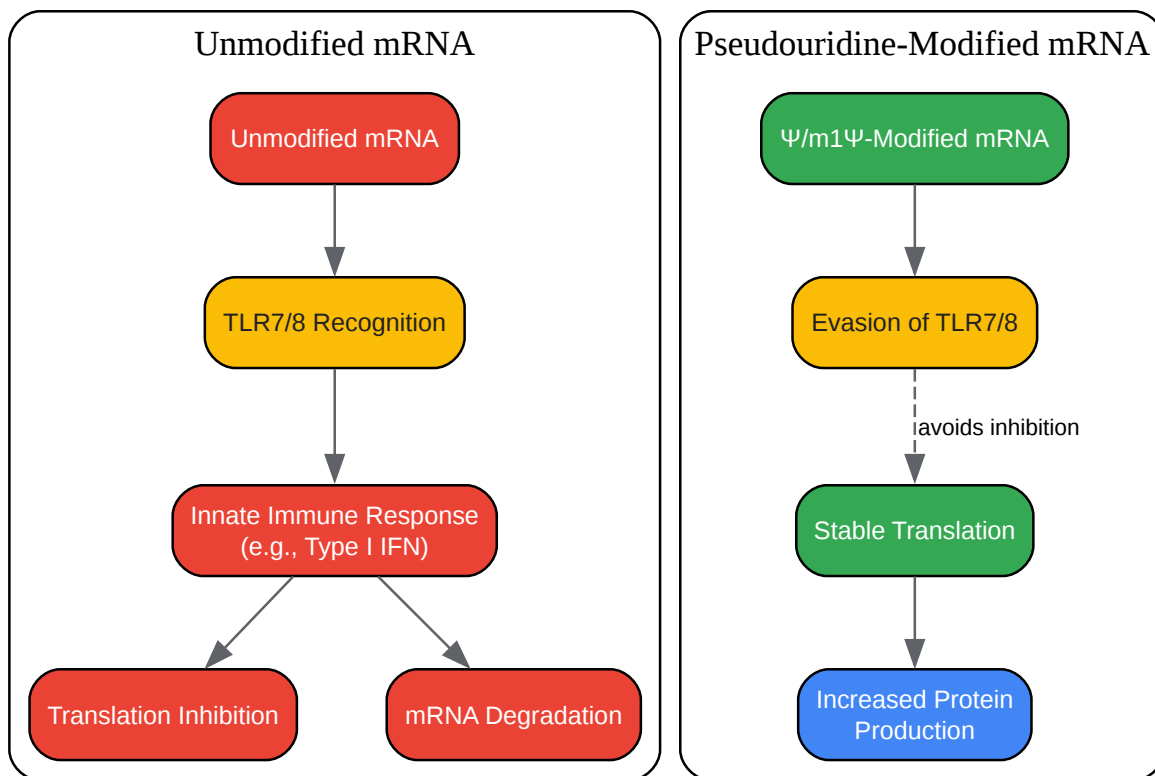 Unmodified mRNA
Unmodified mRNA
TLR7/8 Recognition
Innate Immune Response
(e.g., Type I IFN)
Translation Inhibition
mRNA Degradation
Pseudouridine-Modified mRNA
Ψ/m1Ψ-Modified mRNA
Evasion of TLR7/8
avoids inhibition
Stable Translation
Increased Protein
Production